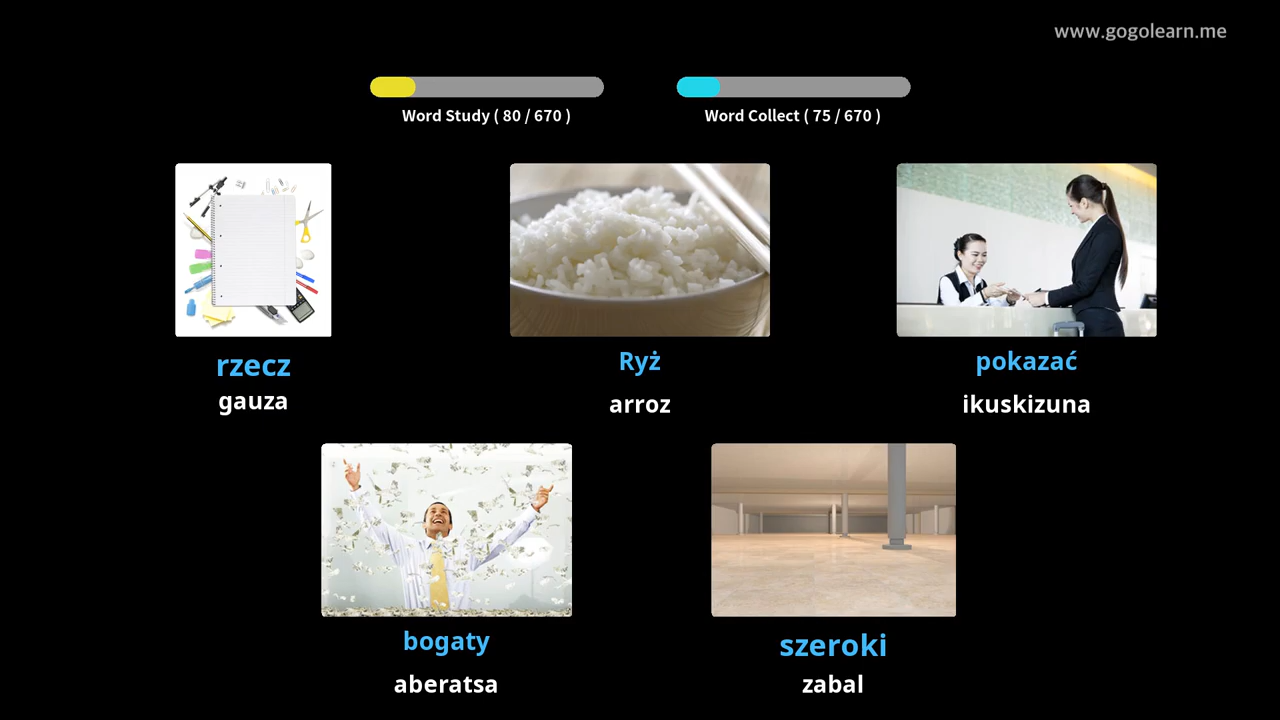 www.gogolearn.me
Word Study ( 80 / 670 )
Word Collect ( 75 / 670 )
rzecz
gauza
Ryż
arroz
pokazać
ikuskizuna
bogaty
aberatsa
szeroki
zabal